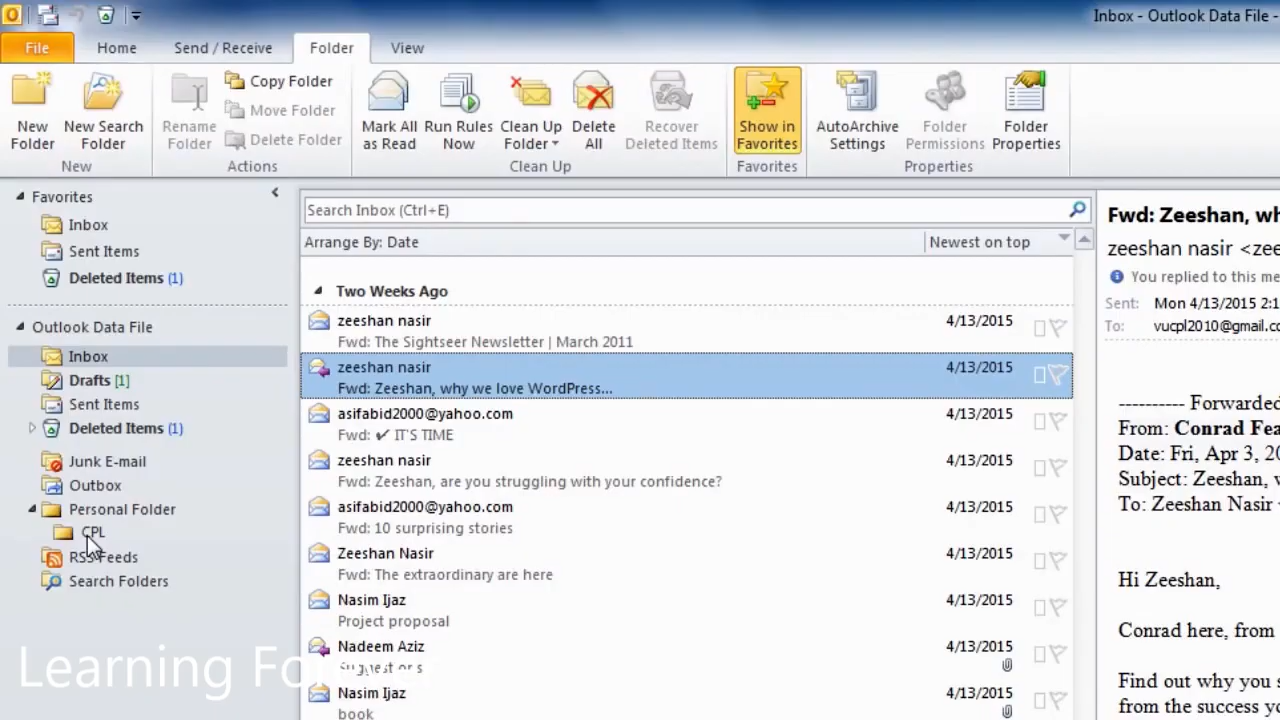 Inbox - Outlook Data File -
File
Home
Send / Receive
Folder
View
New Folder
New Search Folder
New
Rename Folder
Copy Folder
Move Folder
Delete Folder
Actions
Mark All as Read
Run Rules Now
Clean Up Folder
Delete All
Recover Deleted Items
Clean Up
Show in Favorites
Favorites
AutoArchive Settings
Folder Permissions
Folder Properties
Properties
Favorites
Inbox
Sent Items
Deleted Items (1)
Outlook Data File
Inbox
Drafts [1]
Sent Items
Deleted Items (1)
Junk E-mail
Outbox
Personal Folder
CPL
RSS Feeds
Search Folders
Learning For
Search Inbox (Ctrl+E)
Arrange By: Date
Newest on top
Two Weeks Ago
zeeshan nasir 4/13/2015
Fwd: The Sightseer Newsletter | March 2011
zeeshan nasir 4/13/2015
Fwd: Zeeshan, why we love WordPress...
asifabid2000@yahoo.com 4/13/2015
Fwd: ✔ IT'S TIME
zeeshan nasir 4/13/2015
Fwd: Zeeshan, are you struggling with your confidence?
asifabid2000@yahoo.com 4/13/2015
Fwd: 10 surprising stories
Zeeshan Nasir 4/13/2015
Fwd: The extraordinary are here
Nasim Ijaz 4/13/2015
Project proposal
Nadeem Aziz 4/13/2015
Nasim Ijaz 4/13/2015
book
Fwd: Zeeshan, why
zeeshan nasir <zee
You replied to this me
Sent: Mon 4/13/2015 2:1
To: vucpl2010@gmail.co
---------- Forwarded
From: Conrad Fea
Date: Fri, Apr 3, 20
Subject: Zeeshan, w
To: Zeeshan Nasir
Hi Zeeshan,
Conrad here, from
Find out why you s
from the success yo